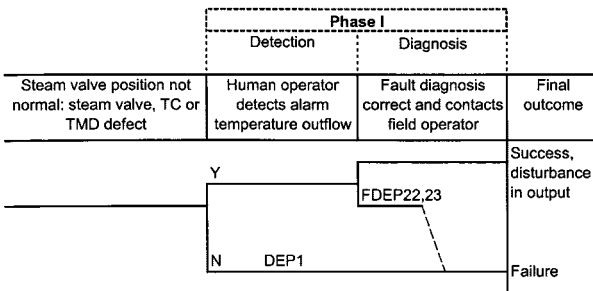 Phase I
Detection
Diagnosis
Steam valve position not
normal: steam valve, TC or
TMD defect
Human operator
detects alarm
temperature outflow
Fault diagnosis
correct and contacts
field operator
Final
outcome
Success,
disturbance
in output
Y
FDEP22,23
N
DEP1
Failure